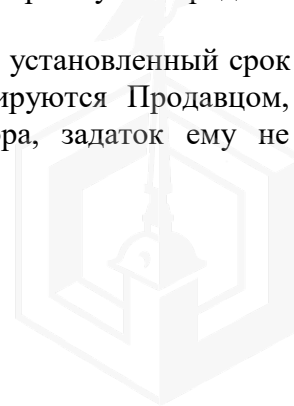 установленный срок
ируются Продавцом,
ра, задаток ему не